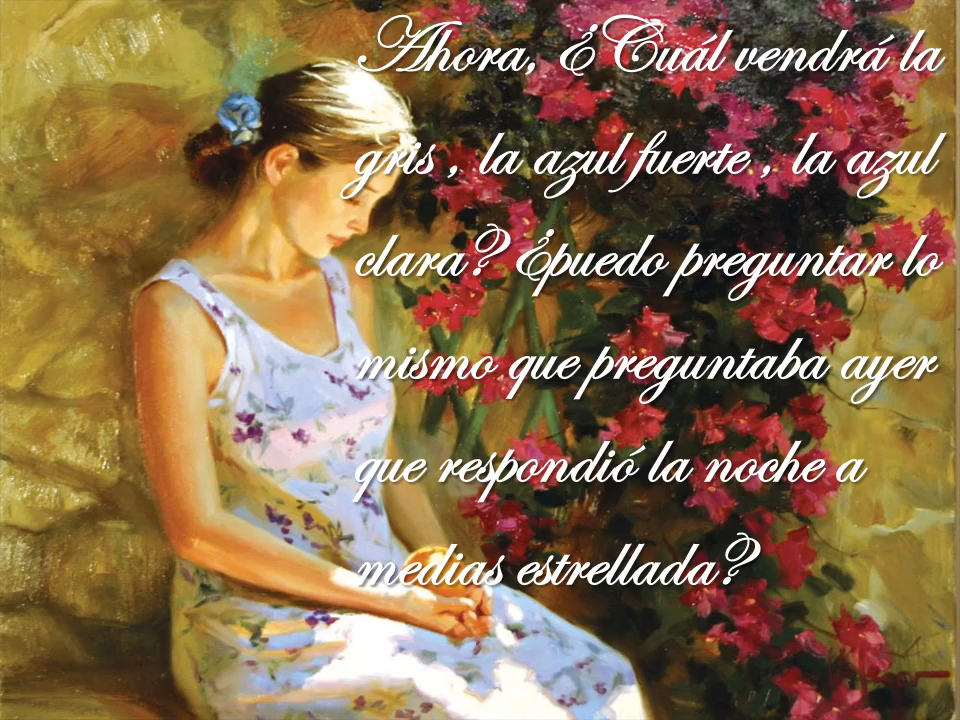 Ahora, ¿Cuál vendrá la
gris , la azul fuerte , la azul
clara? ¿puedo preguntar lo
mismo que preguntaba ayer
que respondió la noche a
medias estrellada?